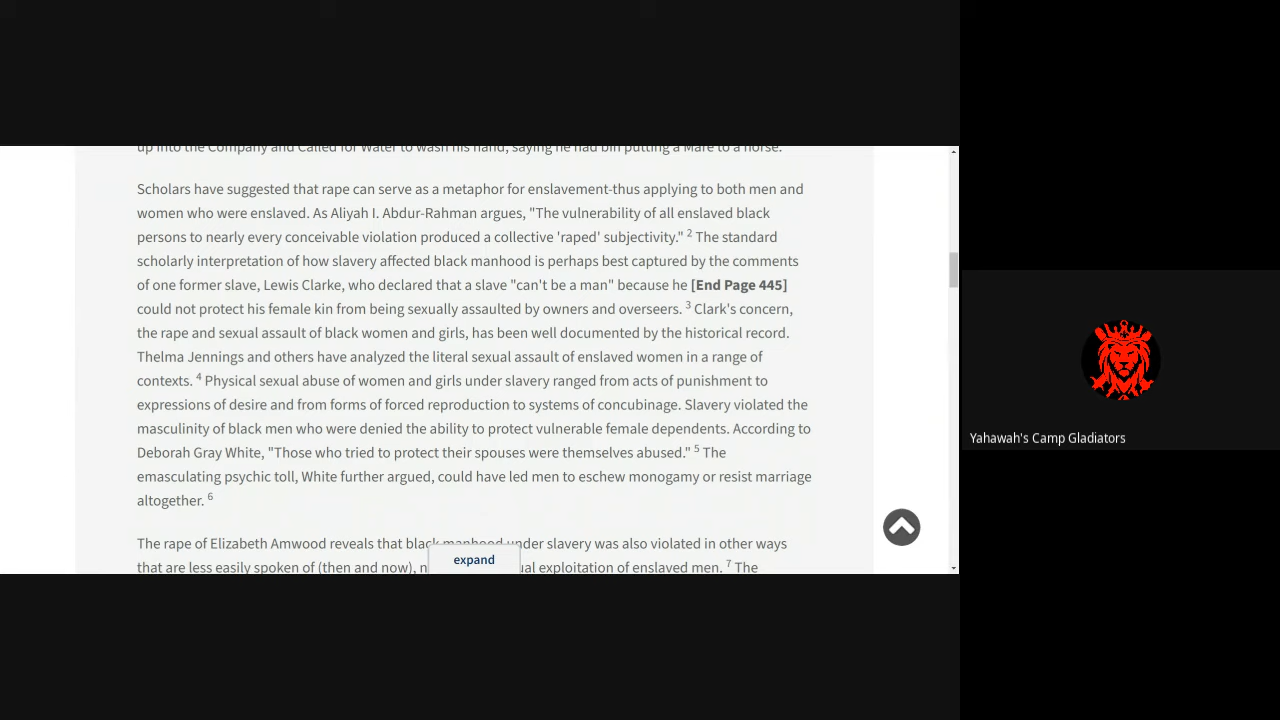 up into the Company and Called for Water to wash his hand, saying he had bin putting a Mare to a horse.
Scholars have suggested that rape can serve as a metaphor for enslavement-thus applying to both men and
women who were enslaved. As Aliyah I. Abdur-Rahman argues, "The vulnerability of all enslaved black
persons to nearly every conceivable violation produced a collective 'raped' subjectivity." 2 The standard
scholarly interpretation of how slavery affected black manhood is perhaps best captured by the comments
of one former slave, Lewis Clarke, who declared that a slave "can't be a man" because he [End Page 445]
could not protect his female kin from being sexually assaulted by owners and overseers. 3 Clark's concern,
the rape and sexual assault of black women and girls, has been well documented by the historical record.
Thelma Jennings and others have analyzed the literal sexual assault of enslaved women in a range of
contexts. 4 Physical sexual abuse of women and girls under slavery ranged from acts of punishment to
expressions of desire and from forms of forced reproduction to systems of concubinage. Slavery violated the
masculinity of black men who were denied the ability to protect vulnerable female dependents. According to
Deborah Gray White, "Those who tried to protect their spouses were themselves abused." 5 The
emasculating psychic toll, White further argued, could have led men to eschew monogamy or resist marriage
altogether. 6
The rape of Elizabeth Amwood reveals that black manhood under slavery was also violated in other ways
that are less easily spoken of (then and now), exploitation of enslaved men. 7 The
expand
Yahawah's Camp Gladiators